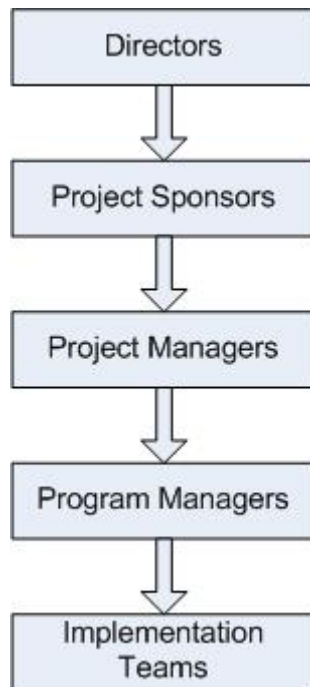 Directors
Project Sponsors
Project Managers
Program Managers
Implementation
Teams